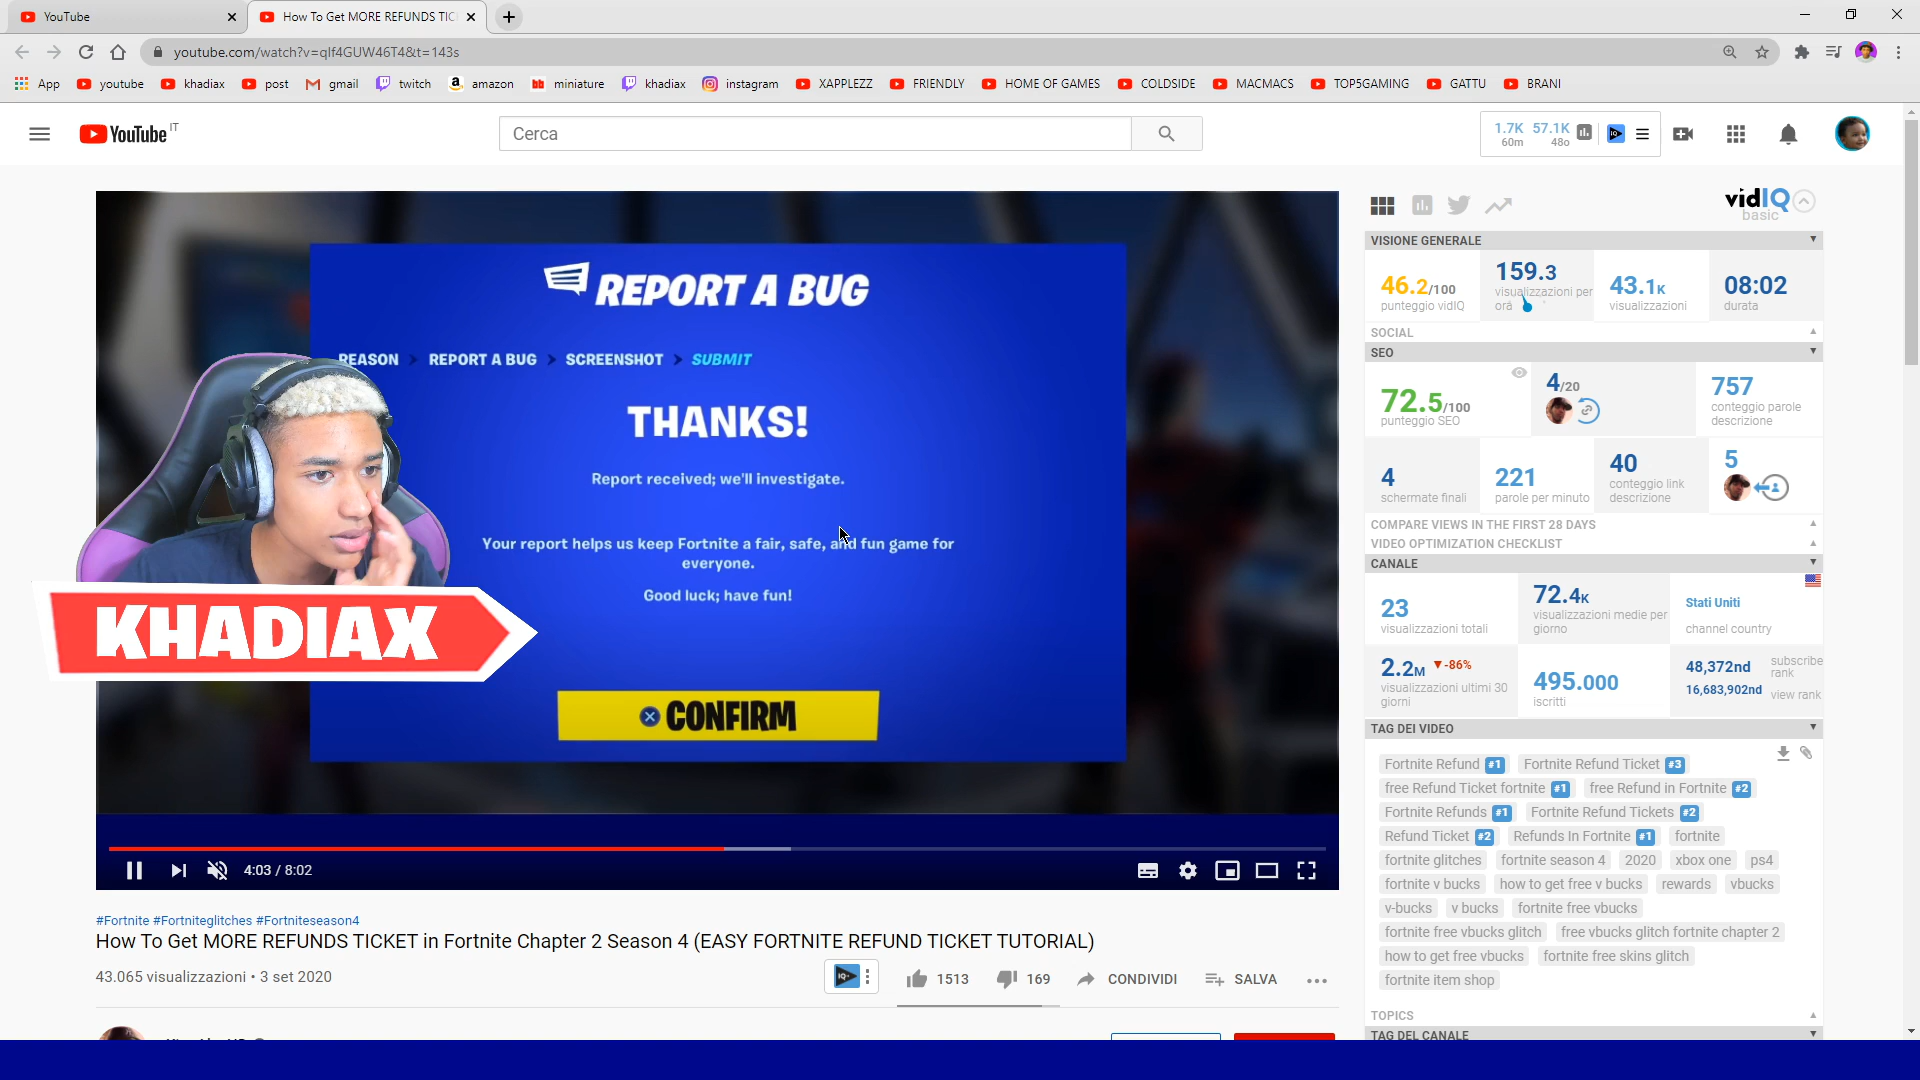 YouTube
How To Get MORE REFUNDS TIC
youtube.com/watch?v=qIf4GUW46T4&t=143s
App youtube khadiax post gmail twitch amazon miniature khadiax instagram XAPPLEZZ FRIENDLY HOME OF GAMES COLDSIDE MACMACS TOP5GAMING GATTU BRANI
YouTube IT
Cerca
1.7K 57.1K
60m 48o
REPORT A BUG
REASON > REPORT A BUG > SCREENSHOT > SUBMIT
THANKS!
Report received; we'll investigate.
Your report helps us keep Fortnite a fair, safe, and fun game for
everyone.
Good luck; have fun!
CONFIRM
KHADIAX
4:03 / 8:02
#Fortnite #Fortniteglitches #Fortniteseason4
How To Get MORE REFUNDS TICKET in Fortnite Chapter 2 Season 4 (EASY FORTNITE REFUND TICKET TUTORIAL)
43.065 visualizzazioni • 3 set 2020
1513 169 CONDIVIDI SALVA
vidIQ
basic
VISIONE GENERALE
46.2/100
punteggio vidIQ
159.3
visualizzazioni per
ora
43.1K
visualizzazioni
08:02
durata
SOCIAL
SEO
72.5/100
punteggio SEO
4/20
757
conteggio parole
descrizione
4
schermate finali
221
parole per minuto
40
conteggio link
descrizione
5
COMPARE VIEWS IN THE FIRST 28 DAYS
VIDEO OPTIMIZATION CHECKLIST
CANALE
23
visualizzazioni totali
72.4K
visualizzazioni medie per
giorno
Stati Uniti
channel country
2.2M ▼-86%
visualizzazioni ultimi 30
giorni
495.000
iscritti
48,372nd subscribe
rank
16,683,902nd view rank
TAG DEI VIDEO
Fortnite Refund #1 Fortnite Refund Ticket #3
free Refund Ticket fortnite #1 free Refund in Fortnite #2
Fortnite Refunds #1 Fortnite Refund Tickets #2
Refund Ticket #2 Refunds In Fortnite #1 fortnite
fortnite glitches fortnite season 4 2020 xbox one ps4
fortnite v bucks how to get free v bucks rewards vbucks
v-bucks v bucks fortnite free vbucks
fortnite free vbucks glitch free vbucks glitch fortnite chapter 2
how to get free vbucks fortnite free skins glitch
fortnite item shop
TOPICS
TAG DEL CANALE